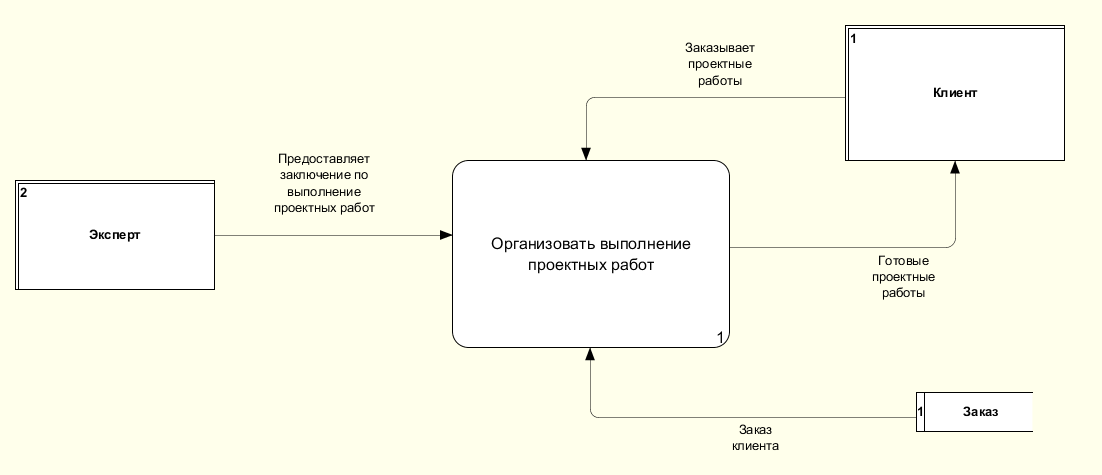 Заказывает
проектные
работы
1
Клиент
Предоставляет
заключение по
выполнение
проектных работ
2
Эксперт
Организовать выполнение
проектных работ
1
Готовые
проектные
работы
1
Заказ
Заказ
клиента